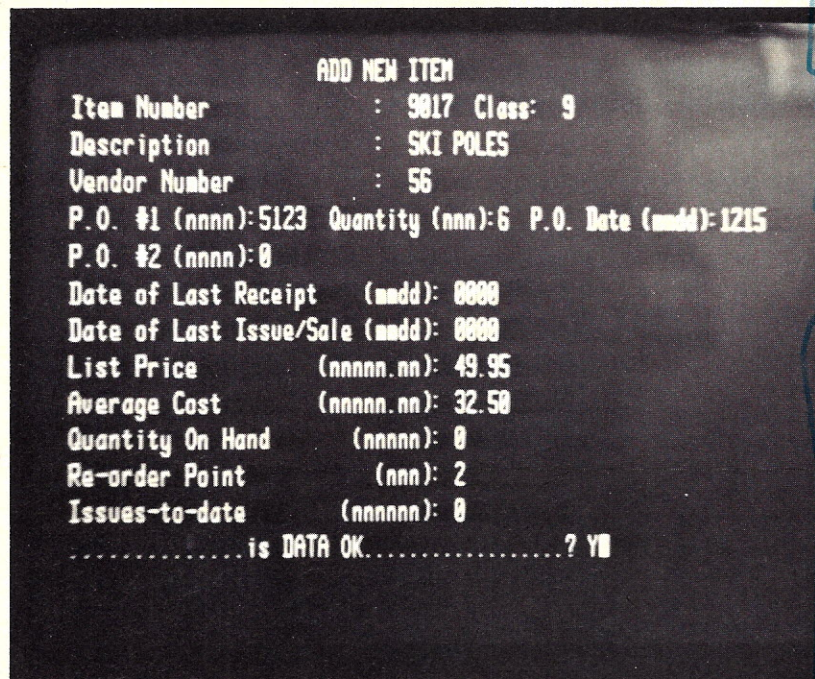 ADD NEW ITEM
Item Number : 9017 Class: 9
Description : SKI POLES
Vendor Number : 56
P.O. #1 (nnnn):5123 Quantity (nnn):6 P.O. Date (mmdd):1215
P.O. #2 (nnnn):0
Date of Last Receipt (mmdd): 0000
Date of Last Issue/Sale (mmdd): 0000
List Price (nnnnn.nn): 49.95
Average Cost (nnnnn.nn): 32.50
Quantity On Hand (nnnnn): 0
Re-order Point (nnn): 2
Issues-to-date (nnnnnn): 0
..............is DATA OK..................? Y